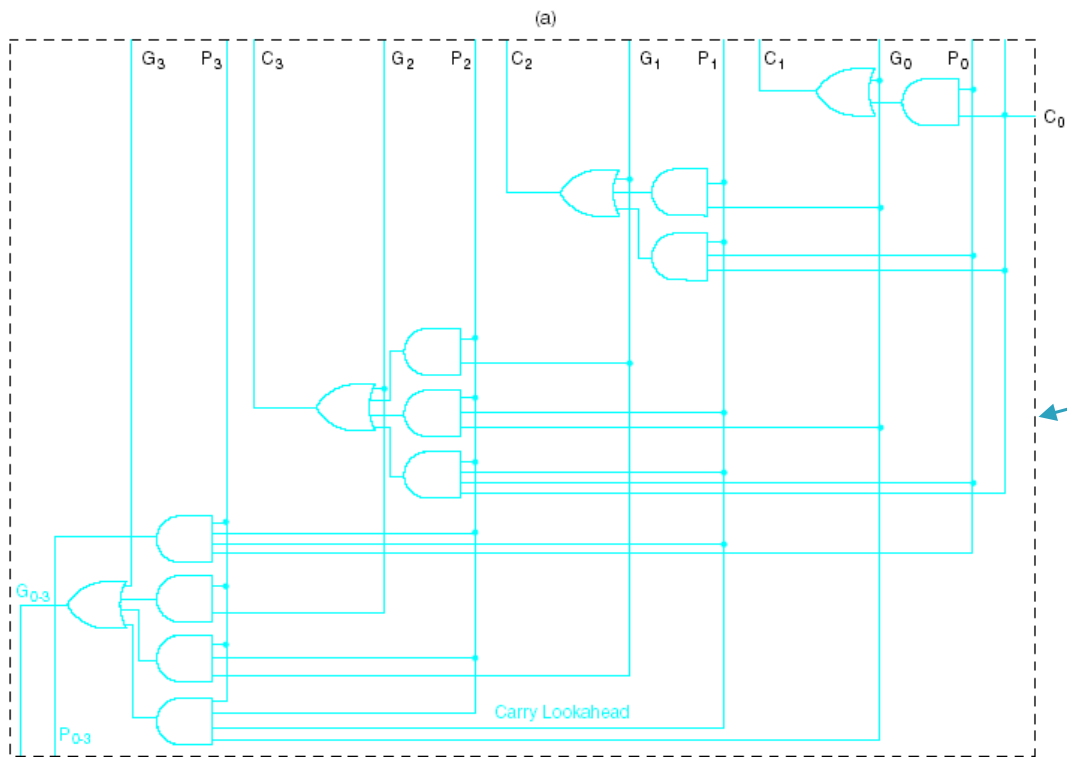 (a)
G3 P3 C3 G2 P2 C2 G1 P1 C1 G0 P0
C0
G0-3
Carry Lookahead
P0-3